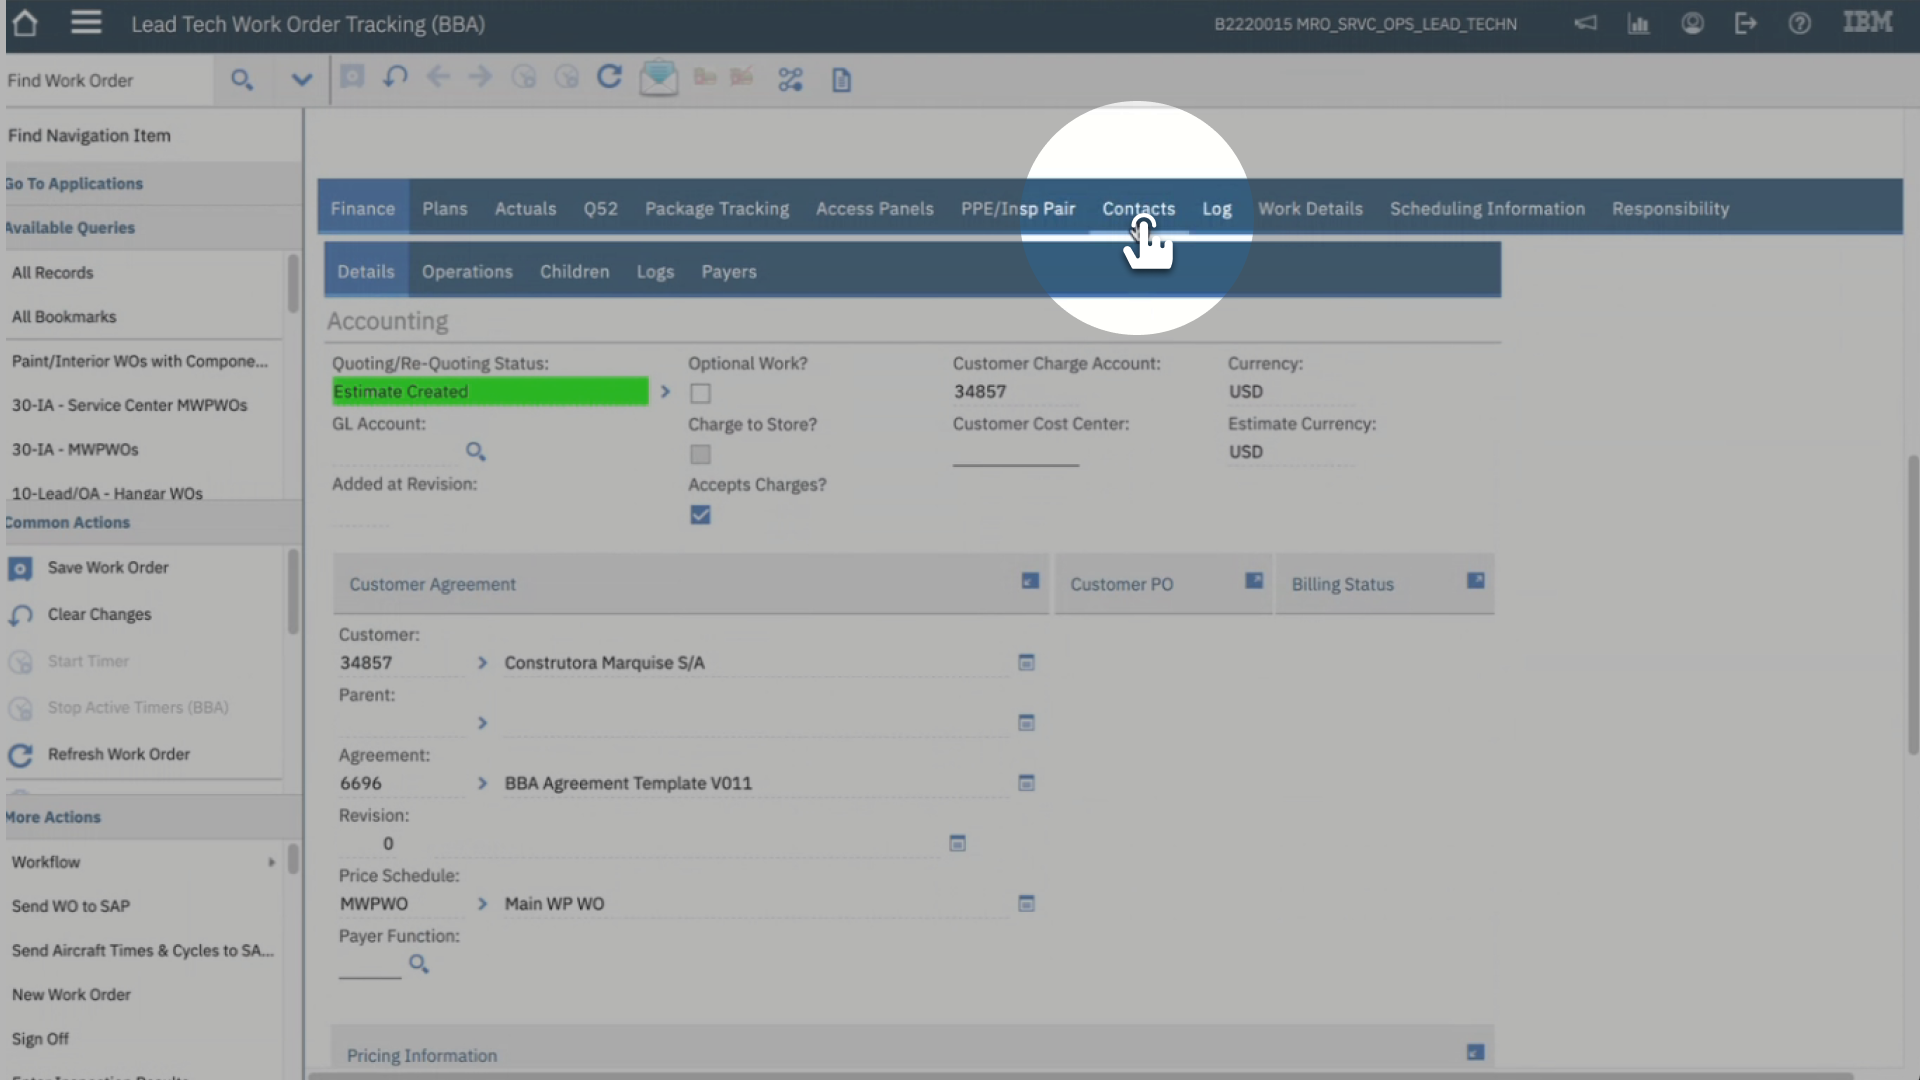 Lead Tech Work Order Tracking (BBA)
B2220015 MRO_SRVC_OPS_LEAD_TECHN
IBM
Find Work Order
Find Navigation Item
Go To Applications
Available Queries
All Records
All Bookmarks
Paint/Interior WOs with Compone...
30-IA - Service Center MWPWOs
30-IA - MWPWOs
10-Lead/OA - Hangar WOs
Common Actions
Save Work Order
Clear Changes
Start Timer
Stop Active Timers (BBA)
Refresh Work Order
More Actions
Workflow
Send WO to SAP
Send Aircraft Times & Cycles to SA...
New Work Order
Sign Off
Finance Plans Actuals Q52 Package Tracking Access Panels PPE/Insp Pair Contacts Log Work Details Scheduling Information Responsibility
Details Operations Children Logs Payers
Accounting
Quoting/Re-Quoting Status: Optional Work? Customer Charge Account: Currency:
Estimate Created 34857 USD
GL Account: Charge to Store? Customer Cost Center: Estimate Currency:
USD
Added at Revision: Accepts Charges?
Customer Agreement Customer PO Billing Status
Customer:
34857 Construtora Marquise S/A
Parent:
Agreement:
6696 BBA Agreement Template V011
Revision:
0
Price Schedule:
MWPWO Main WP WO
Payer Function:
Pricing Information